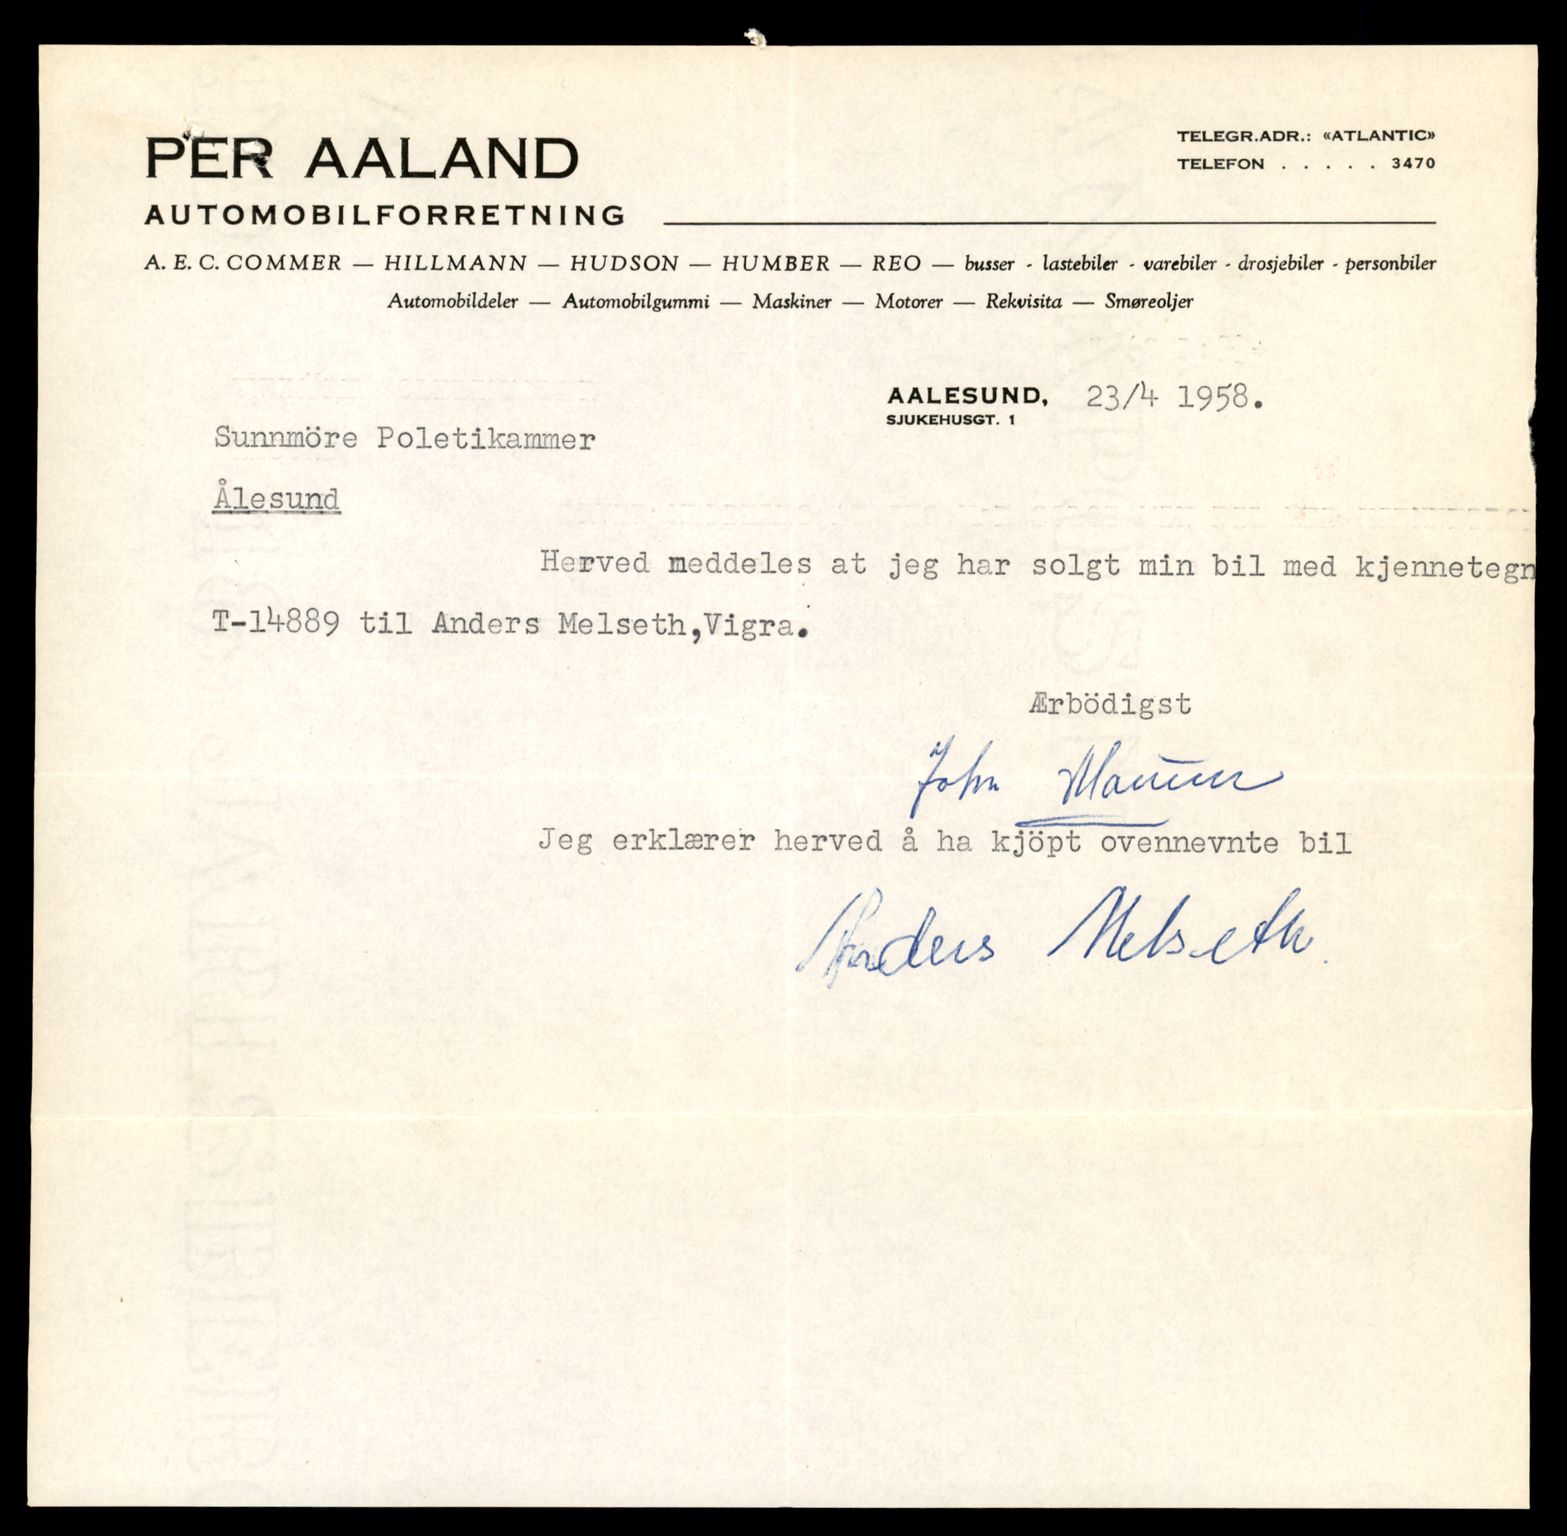 PER AALAND
AUTOMOBILFORRETNING
TELEGR.ADR.: «ATLANTIC»
TELEFON . . . . . 3470
A. E. C. COMMER — HILLMANN — HUDSON — HUMBER — REO — busser - lastebiler - varebiler - drosjebiler - personbiler
Automobildeler — Automobilgummi — Maskiner — Motorer — Rekvisita — Smøreoljer
AALESUND, 23/4 1958.
SJUKEHUSGT. 1
Sunnmöre Poletikammer
Ålesund
Herved meddeles at jeg har solgt min bil med kjennetegn
T-14889 til Anders Melseth,Vigra.
Ærbödigst
John
Jeg erklærer herved å ha kjöpt ovennevnte bil
Anders Melseth